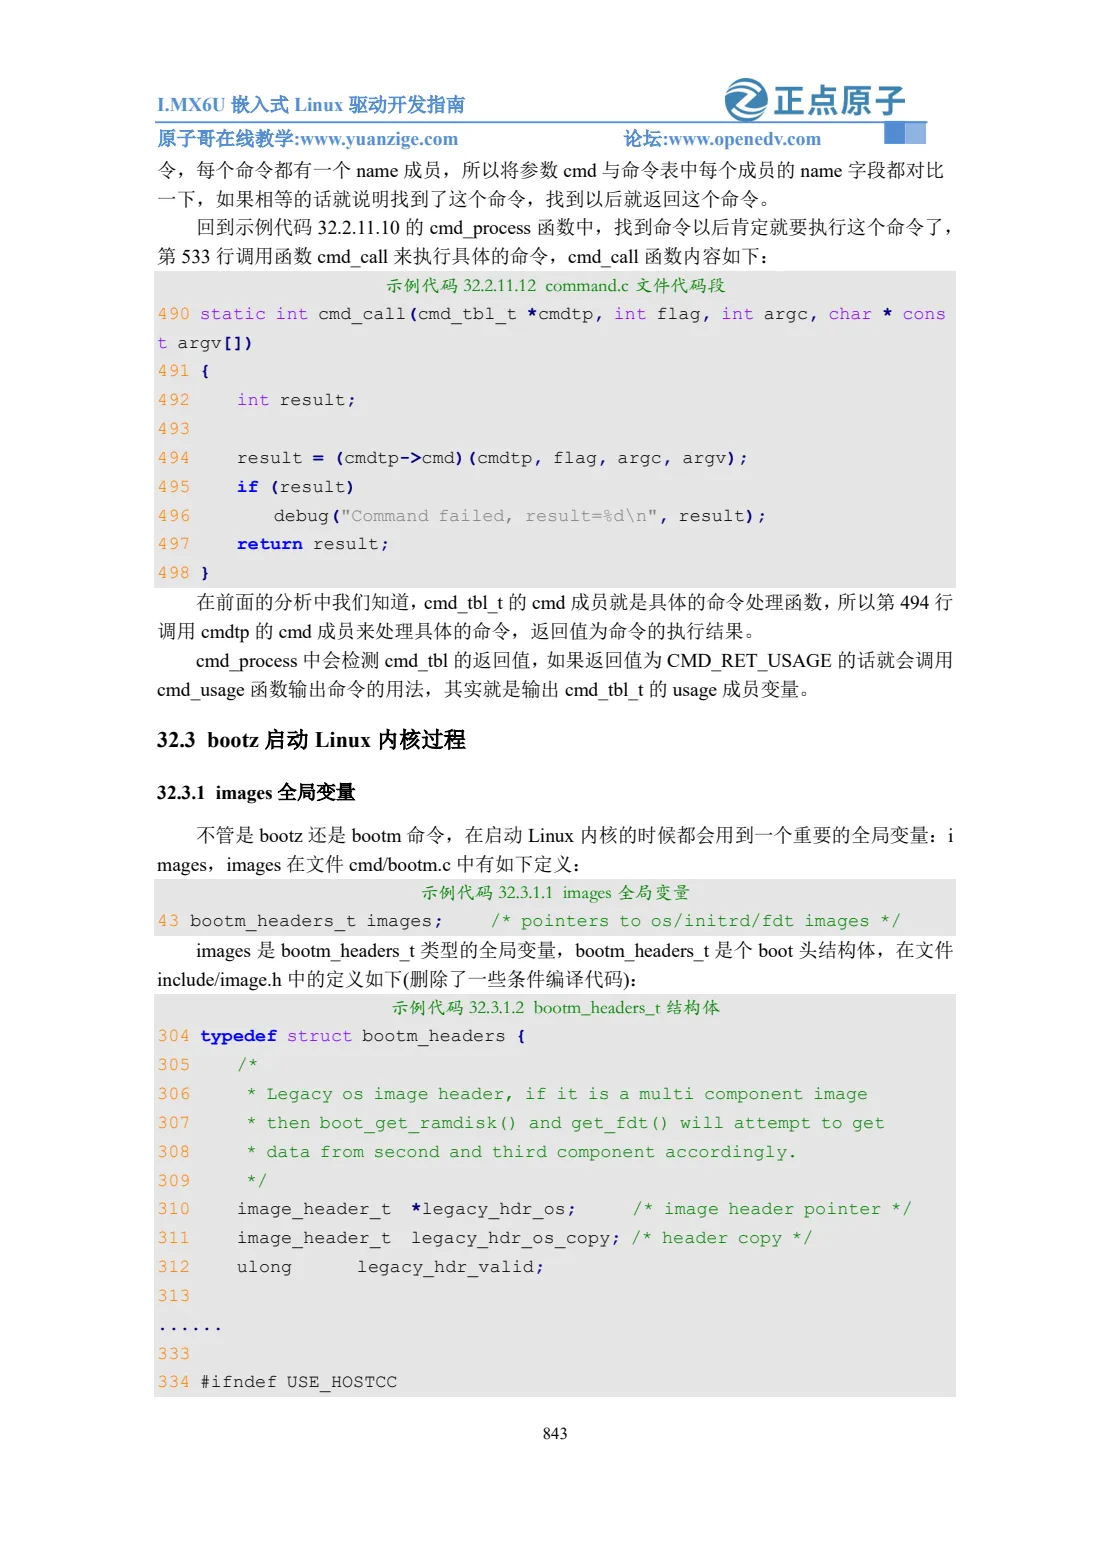 I.MX6U 嵌入式 Linux 驱动开发指南
正点原子
原子哥在线教学:www.yuanzige.com 论坛:www.openedv.com
令，每个命令都有一个 name 成员，所以将参数 cmd 与命令表中每个成员的 name 字段都对比
一下，如果相等的话就说明找到了这个命令，找到以后就返回这个命令。
回到示例代码 32.2.11.10 的 cmd_process 函数中，找到命令以后肯定就要执行这个命令了，
第 533 行调用函数 cmd_call 来执行具体的命令，cmd_call 函数内容如下：
示例代码 32.2.11.12 command.c 文件代码段
490 static int cmd_call(cmd_tbl_t *cmdtp, int flag, int argc, char * cons
t argv[])
491 {
492     int result;
493
494     result = (cmdtp->cmd)(cmdtp, flag, argc, argv);
495     if (result)
496         debug("Command failed, result=%d\n", result);
497     return result;
498 }
在前面的分析中我们知道，cmd_tbl_t 的 cmd 成员就是具体的命令处理函数，所以第 494 行
调用 cmdtp 的 cmd 成员来处理具体的命令，返回值为命令的执行结果。
cmd_process 中会检测 cmd_tbl 的返回值，如果返回值为 CMD_RET_USAGE 的话就会调用
cmd_usage 函数输出命令的用法，其实就是输出 cmd_tbl_t 的 usage 成员变量。
32.3 bootz 启动 Linux 内核过程
32.3.1 images 全局变量
不管是 bootz 还是 bootm 命令，在启动 Linux 内核的时候都会用到一个重要的全局变量：i
mages，images 在文件 cmd/bootm.c 中有如下定义：
示例代码 32.3.1.1 images 全局变量
43 bootm_headers_t images;     /* pointers to os/initrd/fdt images */
images 是 bootm_headers_t 类型的全局变量，bootm_headers_t 是个 boot 头结构体，在文件
include/image.h 中的定义如下(删除了一些条件编译代码)：
示例代码 32.3.1.2 bootm_headers_t 结构体
304 typedef struct bootm_headers {
305     /*
306      * Legacy os image header, if it is a multi component image
307      * then boot_get_ramdisk() and get_fdt() will attempt to get
308      * data from second and third component accordingly.
309      */
310     image_header_t  *legacy_hdr_os;     /* image header pointer */
311     image_header_t  legacy_hdr_os_copy; /* header copy */
312     ulong       legacy_hdr_valid;
313
......
333
334 #ifndef USE_HOSTCC
843